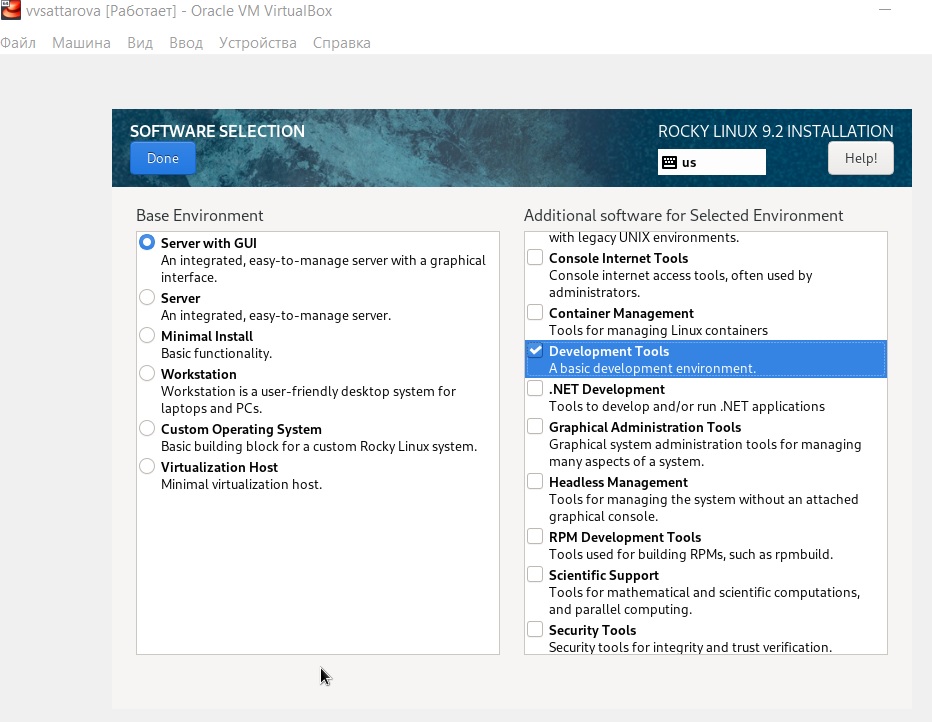 vvsattarova [Работает] - Oracle VM VirtualBox
Файл Машина Вид Ввод Устройства Справка
SOFTWARE SELECTION
Done
ROCKY LINUX 9.2 INSTALLATION
us
Help!
Base Environment
Server with GUI
An integrated, easy-to-manage server with a graphical
interface.
Server
An integrated, easy-to-manage server.
Minimal Install
Basic functionality.
Workstation
Workstation is a user-friendly desktop system for
laptops and PCs.
Custom Operating System
Basic building block for a custom Rocky Linux system.
Virtualization Host
Minimal virtualization host.
Additional software for Selected Environment
with legacy UNIX environments.
Console Internet Tools
Console internet access tools, often used by
administrators.
Container Management
Tools for managing Linux containers
Development Tools
A basic development environment.
.NET Development
Tools to develop and/or run .NET applications
Graphical Administration Tools
Graphical system administration tools for managing
many aspects of a system.
Headless Management
Tools for managing the system without an attached
graphical console.
RPM Development Tools
Tools used for building RPMs, such as rpmbuild.
Scientific Support
Tools for mathematical and scientific computations,
and parallel computing.
Security Tools
Security tools for integrity and trust verification.